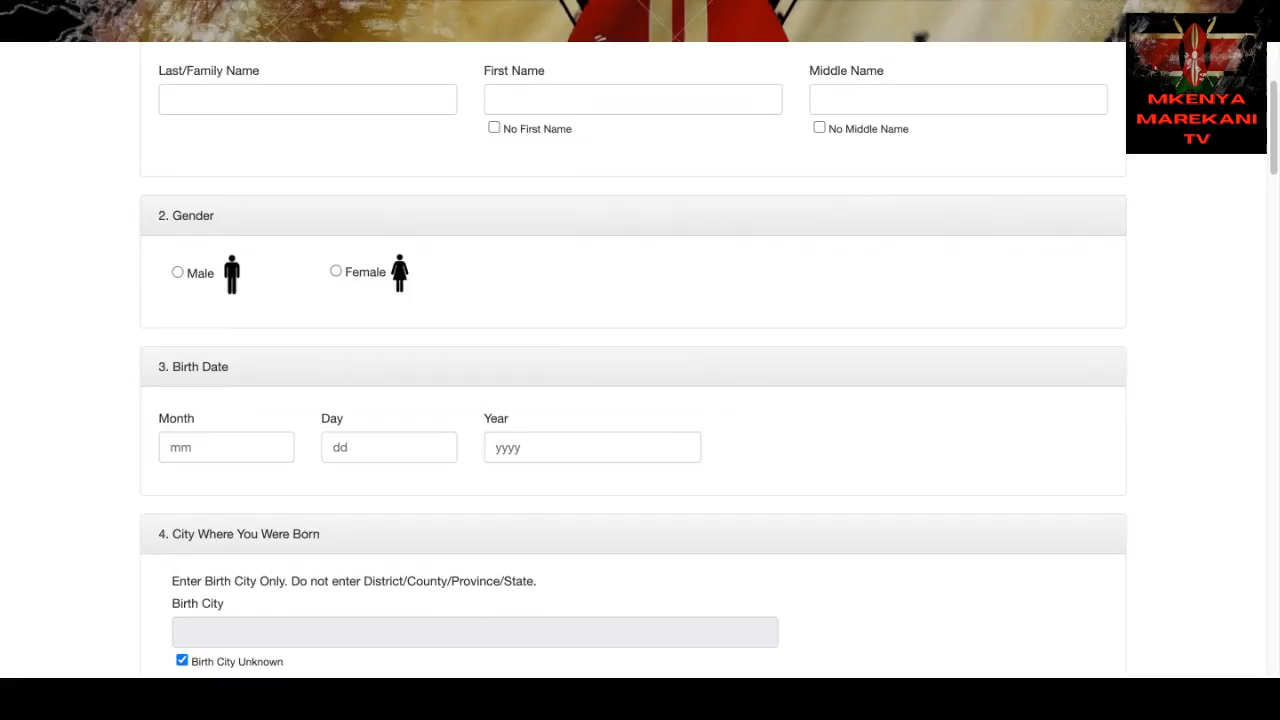 Last/Family Name
First Name
Middle Name
No First Name
No Middle Name
MKENYA
MAREKANI
TV
2. Gender
Male
Female
3. Birth Date
Month
Day
Year
mm
dd
yyyy
4. City Where You Were Born
Enter Birth City Only. Do not enter District/County/Province/State.
Birth City
Birth City Unknown